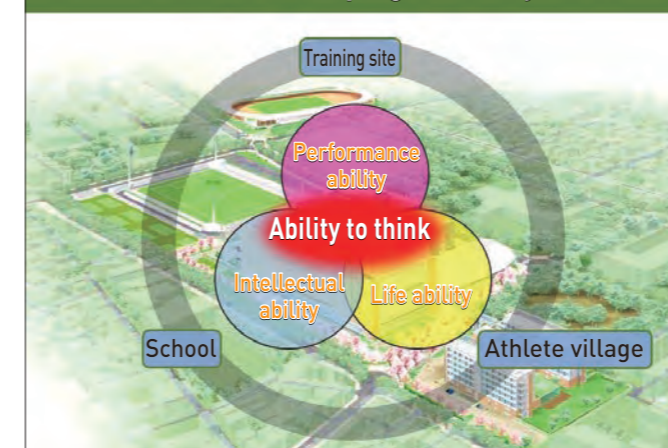 Training site
Performance
ability
Ability to think
Intellectual
ability
Life ability
School
Athlete village